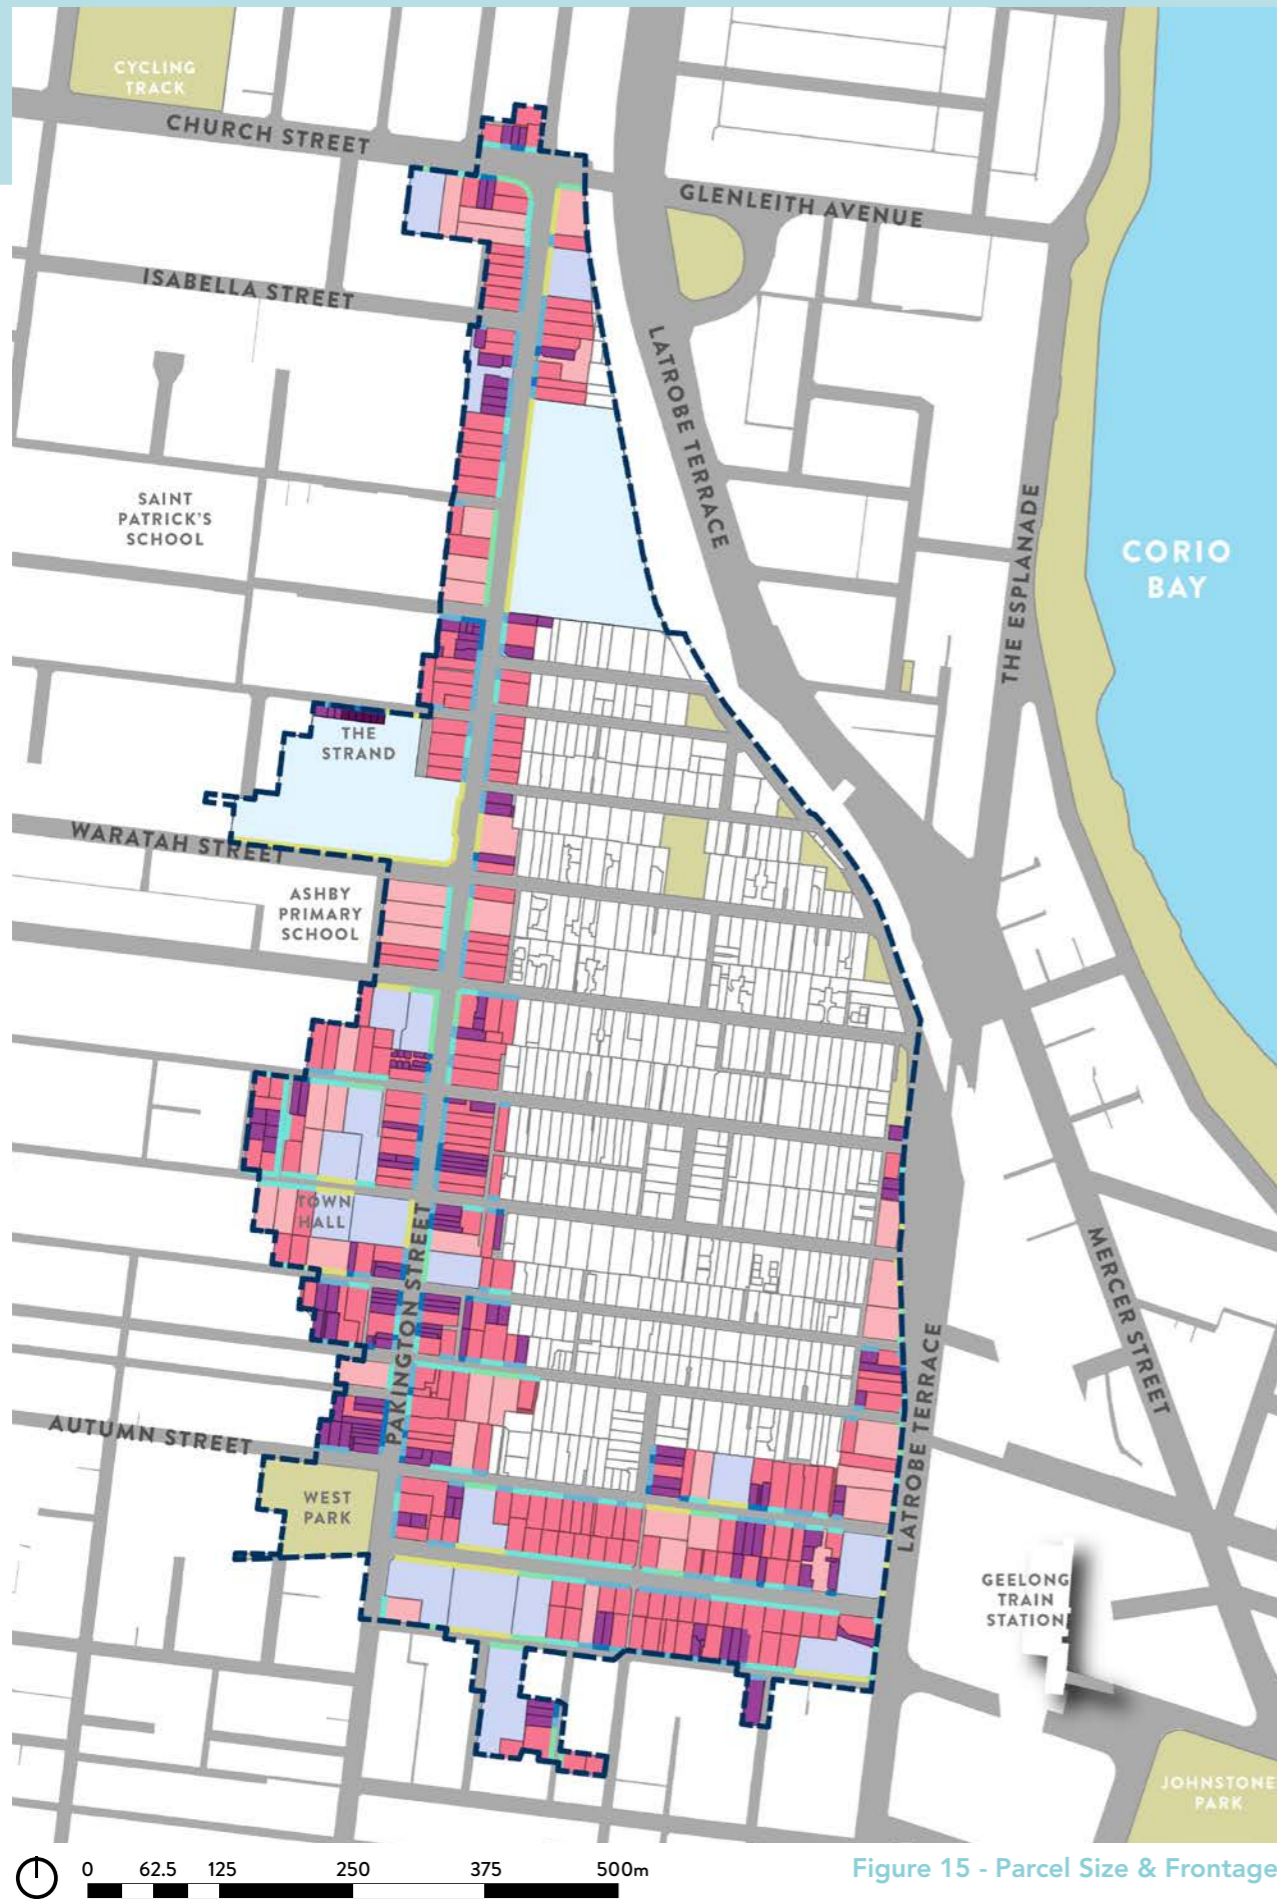 CYCLING
TRACK
CHURCH STREET
GLENLEITH AVENUE
ISABELLA STREET
LATROBE TERRACE
SAINT
PATRICK'S
SCHOOL
THE ESPLANADE
CORIO
BAY
THE
STRAND
WARATAH STREET
ASHBY
PRIMARY
SCHOOL
TOWN
HALL
PAKINGTON STREET
MERCER STREET
LATROBE TERRACE
AUTUMN STREET
WEST
PARK
GEELONG
TRAIN
STATION
JOHNSTONE
PARK
0 62.5 125 250 375 500m
Figure 15 - Parcel Size & Frontage